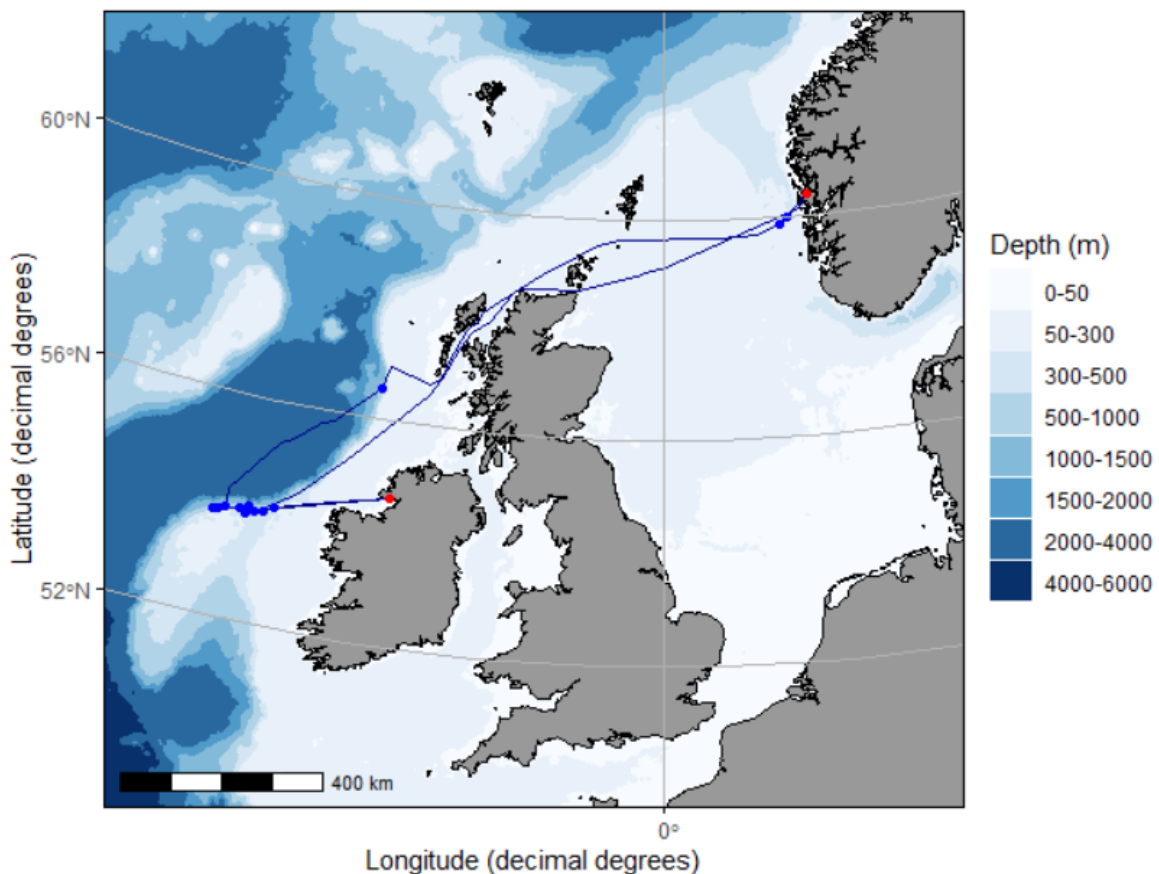 60°N
56°N
52°N
Latitude (decimal degrees)
400 km
0°
Longitude (decimal degrees)
Depth (m)
0-50
50-300
300-500
500-1000
1000-1500
1500-2000
2000-4000
4000-6000